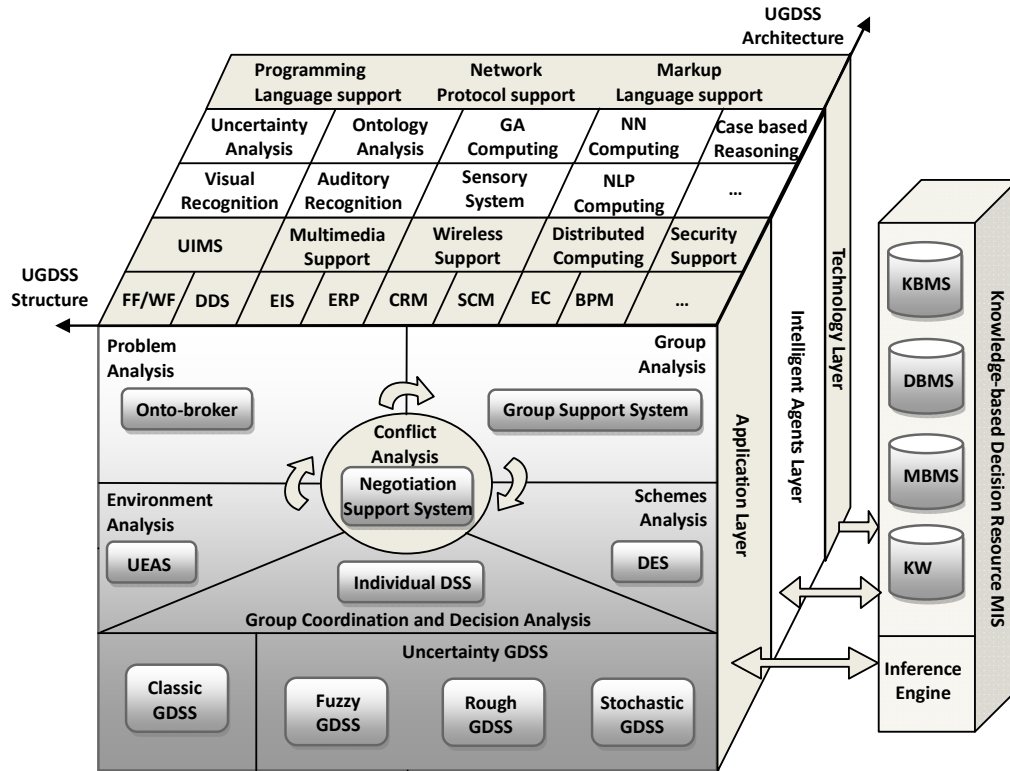 UGDSS
Architecture
Programming
Language support
Network
Protocol support
Markup
Language support
Uncertainty
Analysis
Ontology
Analysis
GA
Computing
NN
Computing
Case based
Reasoning
Visual
Recognition
Auditory
Recognition
Sensory
System
NLP
Computing
...
UIMS
Multimedia
Support
Wireless
Support
Distributed
Computing
Security
Support
UGDSS
Structure
FF/WF
DDS
EIS
ERP
CRM
SCM
EC
BPM
...
Problem
Analysis
Onto-broker
Group
Analysis
Group Support System
Conflict
Analysis
Negotiation
Support System
Environment
Analysis
UEAS
Schemes
Analysis
DES
Individual DSS
Group Coordination and Decision Analysis
Classic
GDSS
Uncertainty GDSS
Fuzzy
GDSS
Rough
GDSS
Stochastic
GDSS
Application Layer
Intelligent Agents Layer
Technology Layer
KBMS
DBMS
MBMS
KW
Inference
Engine
Knowledge-based Decision Resource MIS